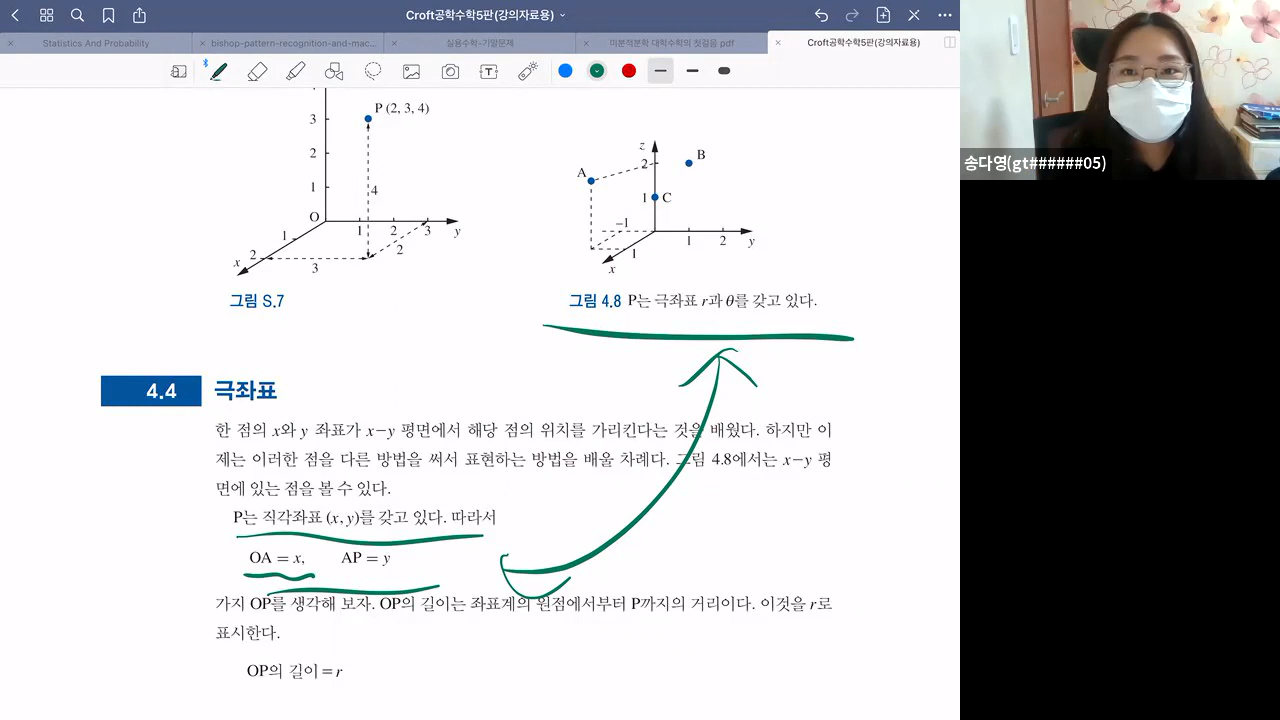 Croft공학수학5판(강의자료용)
Statistics And Probability
bishop-pattern-recognition-and-mac...
실용수학-기말문제
미분적분학 대학수학의 첫걸음.pdf
Croft공학수학5판(강의자료용)
송다영(gt######05)
P (2, 3, 4)
3
2
1
4
O
1 2 3 y
1
2
2
x
3
z
2
B
A
1 C
−1
1 2 y
1
x
그림 S.7
그림 4.8 P는 극좌표 r과 θ를 갖고 있다.
4.4 극좌표
한 점의 x와 y 좌표가 x−y 평면에서 해당 점의 위치를 가리킨다는 것을 배웠다. 하지만 이
제는 이러한 점을 다른 방법을 써서 표현하는 방법을 배울 차례다. 그림 4.8에서는 x−y 평
면에 있는 점을 볼 수 있다.
P는 직각좌표 (x, y)를 갖고 있다. 따라서
OA = x, AP = y
가지 OP를 생각해 보자. OP의 길이는 좌표계의 원점에서부터 P까지의 거리이다. 이것을 r로
표시한다.
OP의 길이 = r